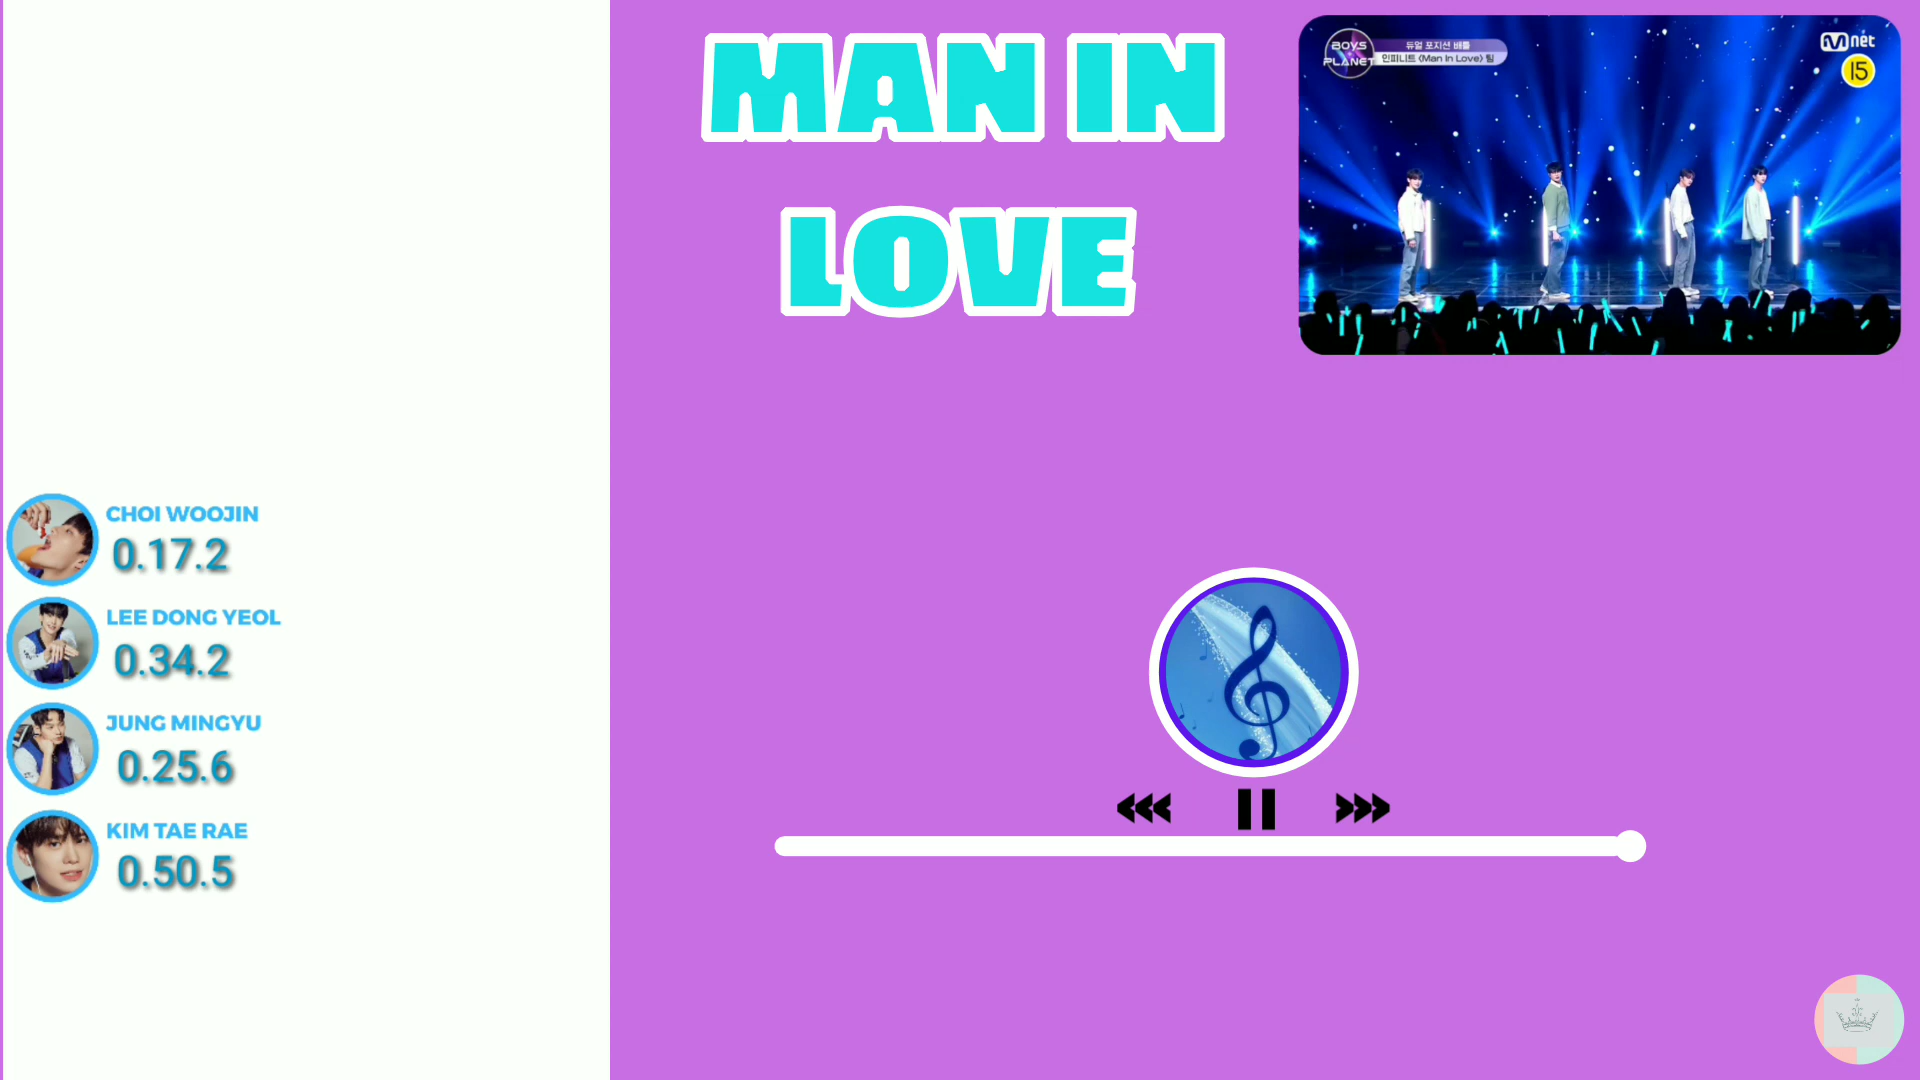 MAN IN
LOVE
BOYS
PLANET
듀얼 포지션 배틀
인피니트 〈Man In Love〉 팀
Mnet
15
CHOI WOOJIN
0.17.2
LEE DONG YEOL
0.34.2
JUNG MINGYU
0.25.6
KIM TAE RAE
0.50.5